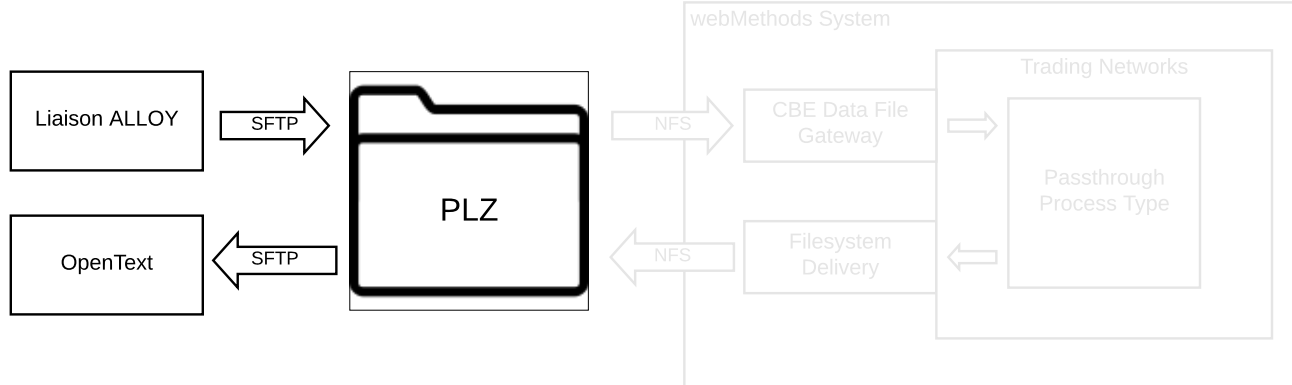 webMethods System
Trading Networks
Liaison ALLOY
SFTP
NFS
CBE Data File
Gateway
Passthrough
Process Type
PLZ
OpenText
SFTP
NFS
Filesystem
Delivery